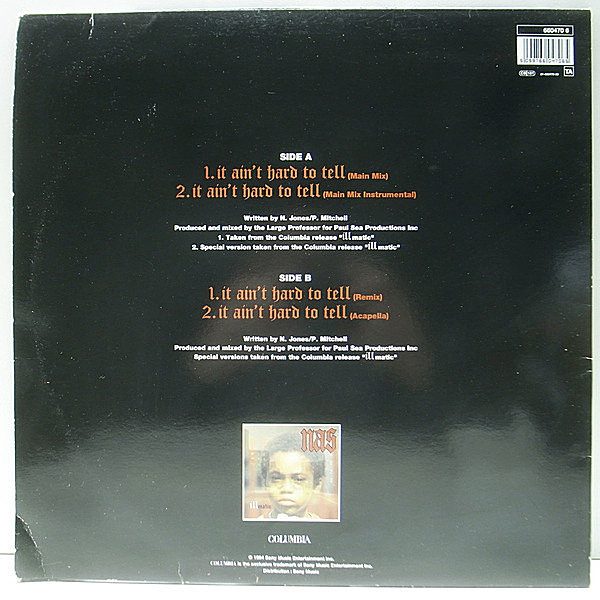 660470 6
TA
SIDE A
1. it ain't hard to tell (Main Mix)
2. it ain't hard to tell (Main Mix Instrumental)
Written by N. Jones/P. Mitchell
Produced and mixed by the Large Professor for Paul Sea Productions Inc
1. Taken from the Columbia release "illmatic"
2. Special version taken from the Columbia release "illmatic"
SIDE B
1. it ain't hard to tell (Remix)
2. it ain't hard to tell (Acapella)
Written by N. Jones/P. Mitchell
Produced and mixed by the Large Professor for Paul Sea Productions Inc
Special versions taken from the Columbia release "illmatic"
nas
illmatic
COLUMBIA
© 1994 Sony Music Entertainment Inc.
COLUMBIA is the exclusive trademark of Sony Music Entertainment Inc.
Distribution : Sony Music